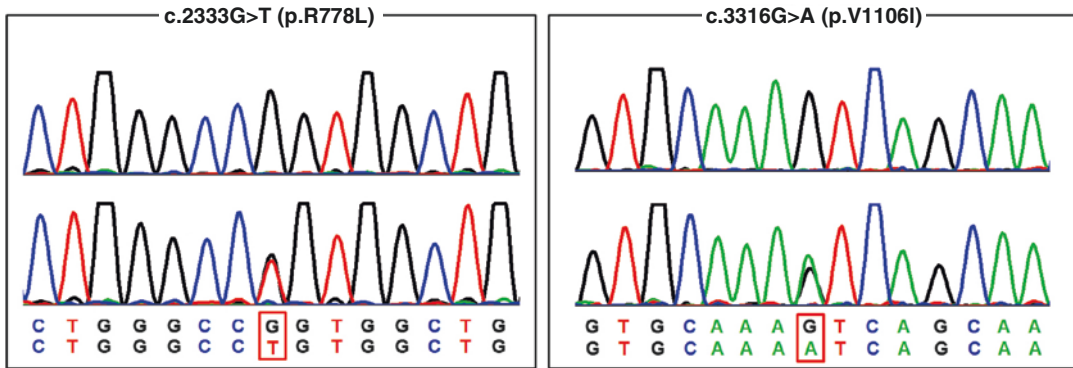 c.2333G>T (p.R778L)
C T G G G C C G G T G G C T G
C T G G G C C T G T G G C T G
c.3316G>A (p.V1106I)
G T G C A A A G T C A G C A A
G T G C A A A A T C A G C A A